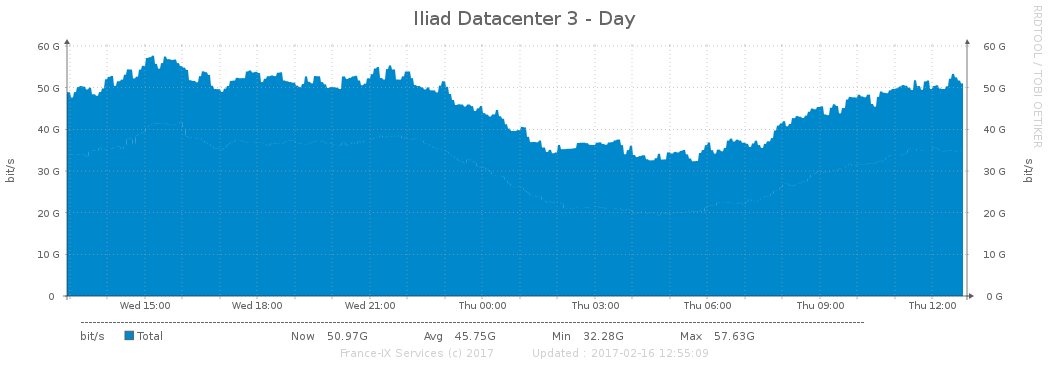 Iliad Datacenter 3 - Day
RRDTOOL / TOBI OETIKER
60 G 60 G
50 G 50 G
40 G 40 G
30 G 30 G
20 G 20 G
10 G 10 G
0 0 G
bit/s bit/s
Wed 15:00 Wed 18:00 Wed 21:00 Thu 00:00 Thu 03:00 Thu 06:00 Thu 09:00 Thu 12:00
bit/s Total Now 50.97G Avg 45.75G Min 32.28G Max 57.63G
France-IX Services (c) 2017 Updated : 2017-02-16 12:55:09